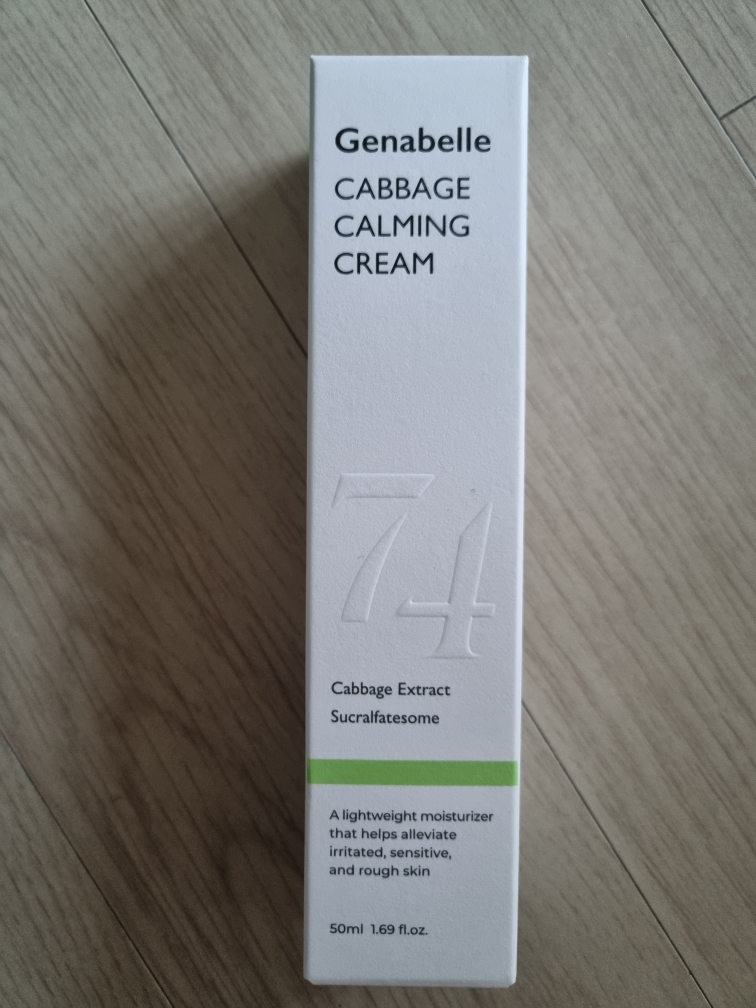 Genabelle
CABBAGE
CALMING
CREAM
74
Cabbage Extract
Sucralfatesome
A lightweight moisturizer
that helps alleviate
irritated, sensitive,
and rough skin
50ml 1.69 fl.oz.